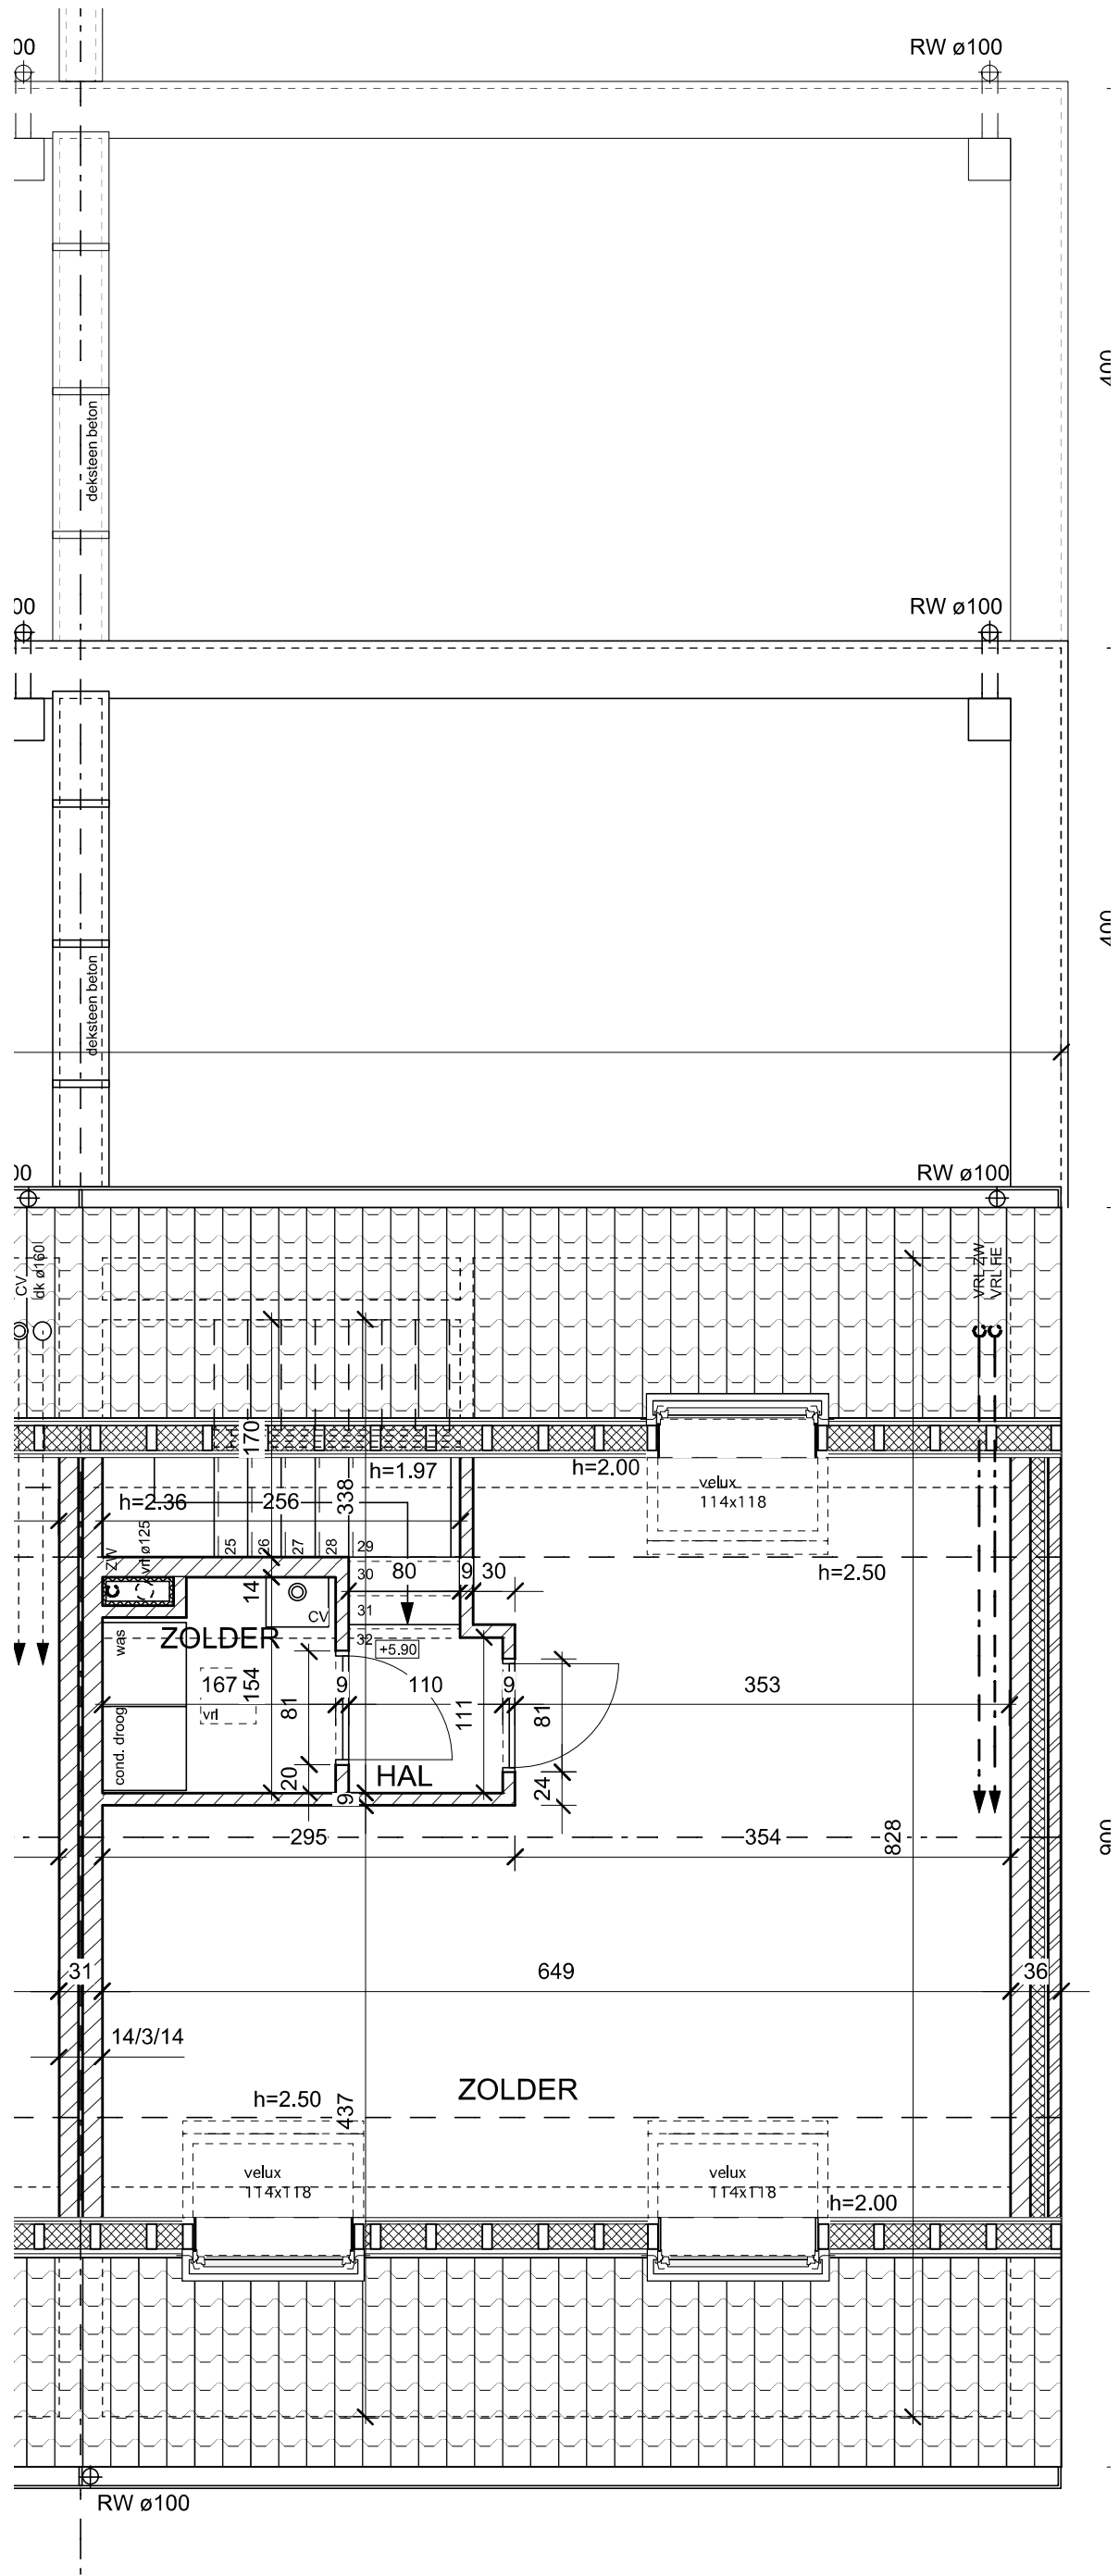 00
RW ø100
400
deksteen beton
00
RW ø100
400
deksteen beton
00
RW ø100
CV
dk ø160
VRL ZW
VRL HE
170
h=1.97
h=2.00
velux
114x118
h=2.36
256
338
ZW
vrl ø125
25
26
27
28
29
h=2.50
30
80
9
30
14
CV
31
was
ZOLDER
32
+5.90
167
154
81
9
110
111
9
81
353
vrl
cond. droog
20
HAL
24
9
295
354
828
900
31
649
36
14/3/14
ZOLDER
h=2.50
437
velux
114x118
velux
114x118
h=2.00
RW ø100